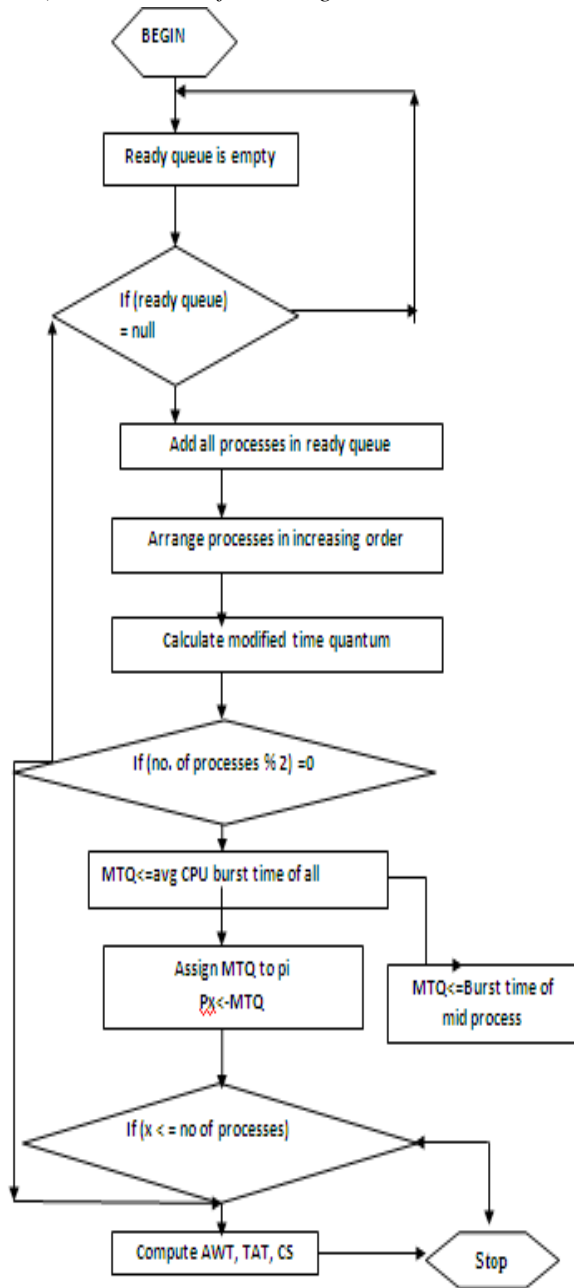 BEGIN
Ready queue is empty
If (ready queue)
= null
Add all processes in ready queue
Arrange processes in increasing order
Calculate modified time quantum
If (no. of processes % 2) =0
MTQ<=avg CPU burst time of all
Assign MTQ to pi
Px<-MTQ
MTQ<=Burst time of
mid process
If (x < = no of processes)
Compute AWT, TAT, CS
Stop